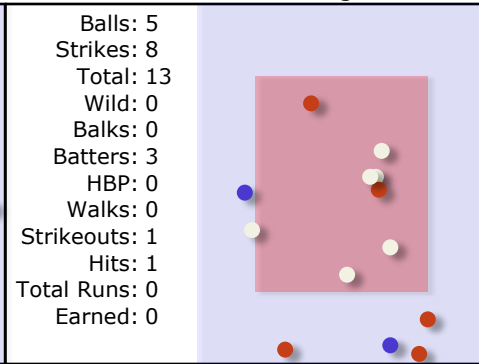 Balls: 5
Strikes: 8
Total: 13
Wild: 0
Balks: 0
Batters: 3
HBP: 0
Walks: 0
Strikeouts: 1
Hits: 1
Total Runs: 0
Earned: 0